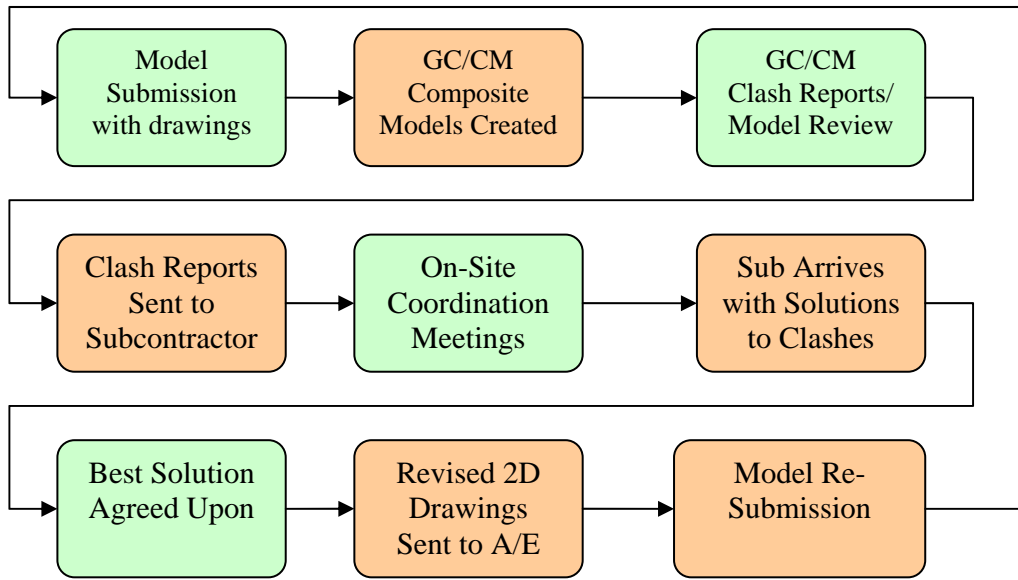 Model
Submission
with drawings
GC/CM
Composite
Models Created
GC/CM
Clash Reports/
Model Review
Clash Reports
Sent to
Subcontractor
On-Site
Coordination
Meetings
Sub Arrives
with Solutions
to Clashes
Best Solution
Agreed Upon
Revised 2D
Drawings
Sent to A/E
Model Re-
Submission